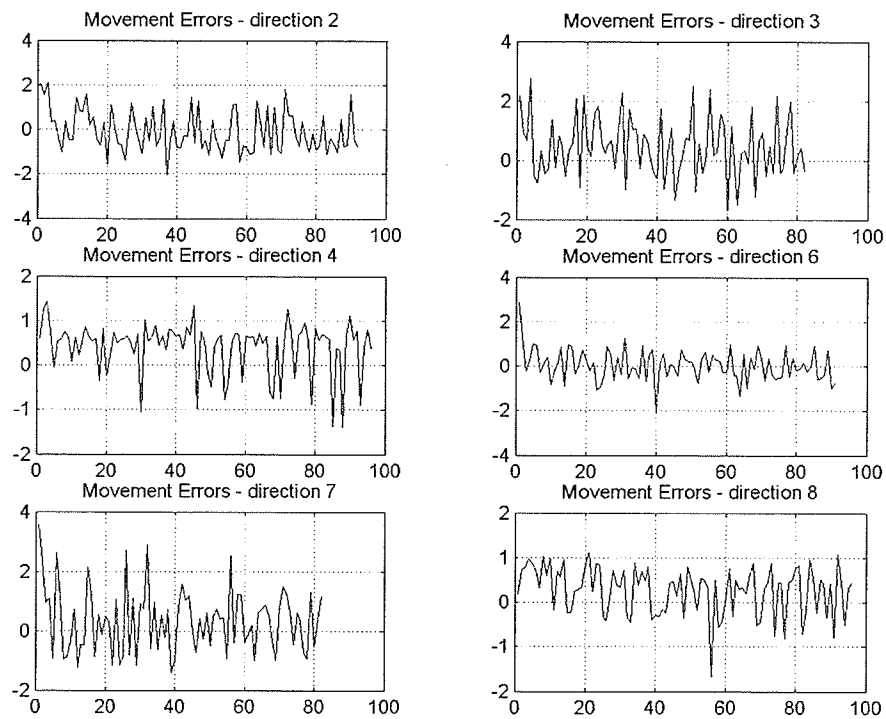 Movement Errors - direction 2
4
2
0
-2
-4
0 20 40 60 80 100
Movement Errors - direction 3
4
2
0
-2
0 20 40 60 80 100
Movement Errors - direction 4
2
1
0
-1
-2
0 20 40 60 80 100
Movement Errors - direction 6
4
2
0
-2
-4
0 20 40 60 80 100
Movement Errors - direction 7
4
2
0
-2
0 20 40 60 80 100
Movement Errors - direction 8
2
1
0
-1
-2
0 20 40 60 80 100